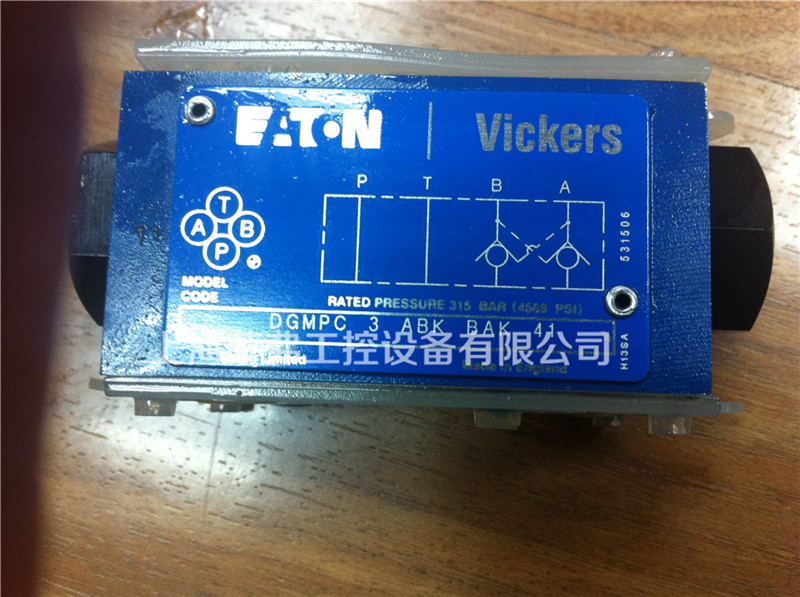 EATON | Vickers
P T B A
T
A B
P
531506
MODEL
CODE
RATED PRESSURE 315 BAR (4568 PSI)
DGMPC 3 ABK BAK 41
工控设备有限公司
Limited
Made in England
H13SA